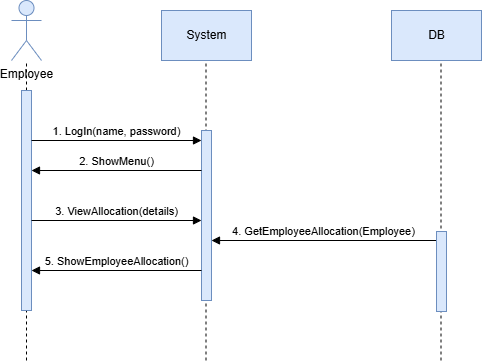 System
DB
Employee
1. LogIn(name, password)
2. ShowMenu()
3. ViewAllocation(details)
4. GetEmployeeAllocation(Employee)
5. ShowEmployeeAllocation()